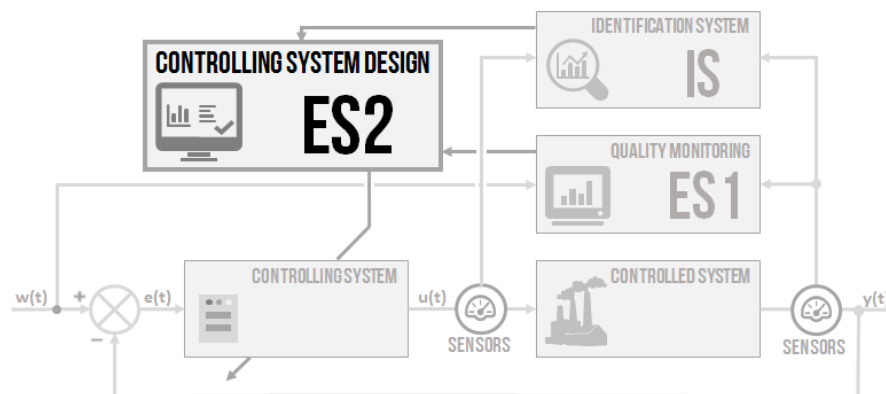 IDENTIFICATION SYSTEM
IS
CONTROLLING SYSTEM DESIGN
ES2
QUALITY MONITORING
ES1
CONTROLLING SYSTEM
CONTROLLED SYSTEM
w(t)
+
e(t)
u(t)
y(t)
−
SENSORS
SENSORS